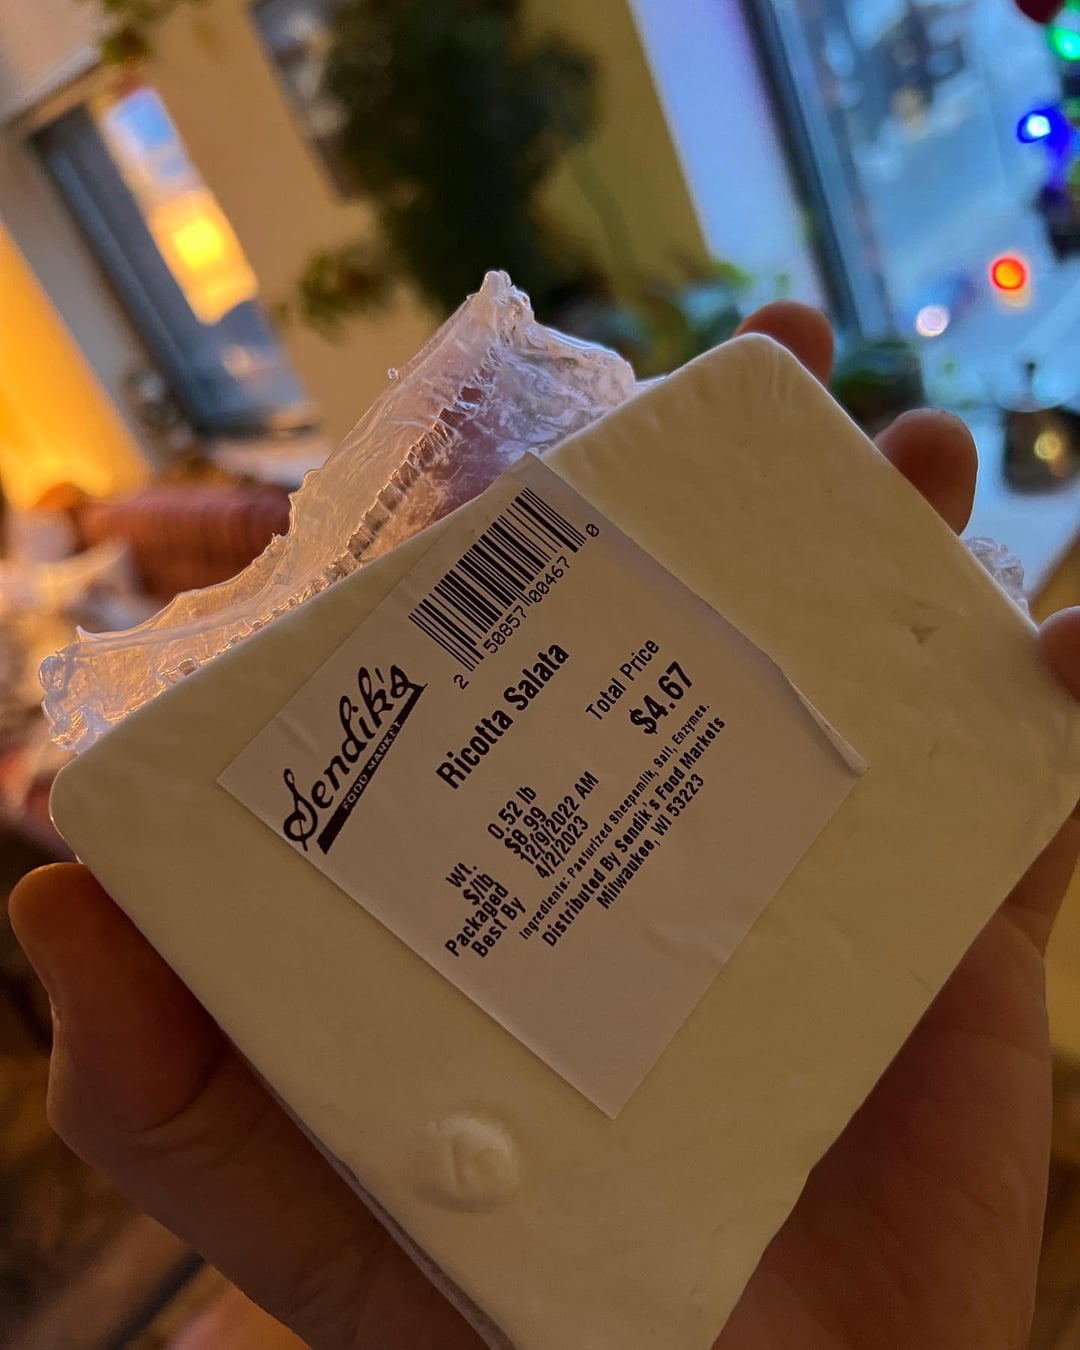 Sendik's
FOOD MARKET
2 50857 00467 0
Ricotta Salata
Total Price
$4.67
Wt. 0.52 lb
$/lb $8.99
Packaged 12/9/2022 AM
Best By 4/2/2023
Ingredients: Pasturized Sheepsmilk, Salt, Enzymes.
Distributed By Sendik's Food Markets
Milwaukee, WI 53223